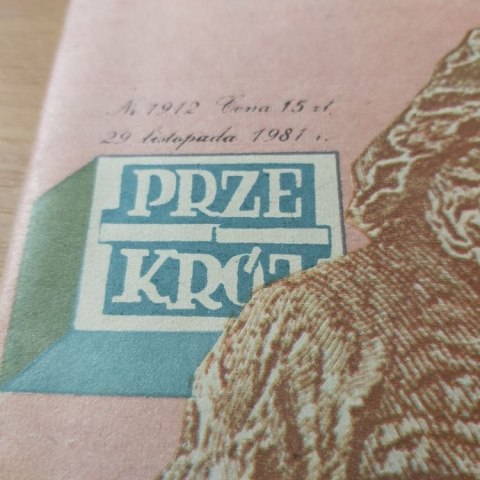 Nr 1912 Cena 15 zł.
29 listopada 1981 r.
PRZE
KRÓJ